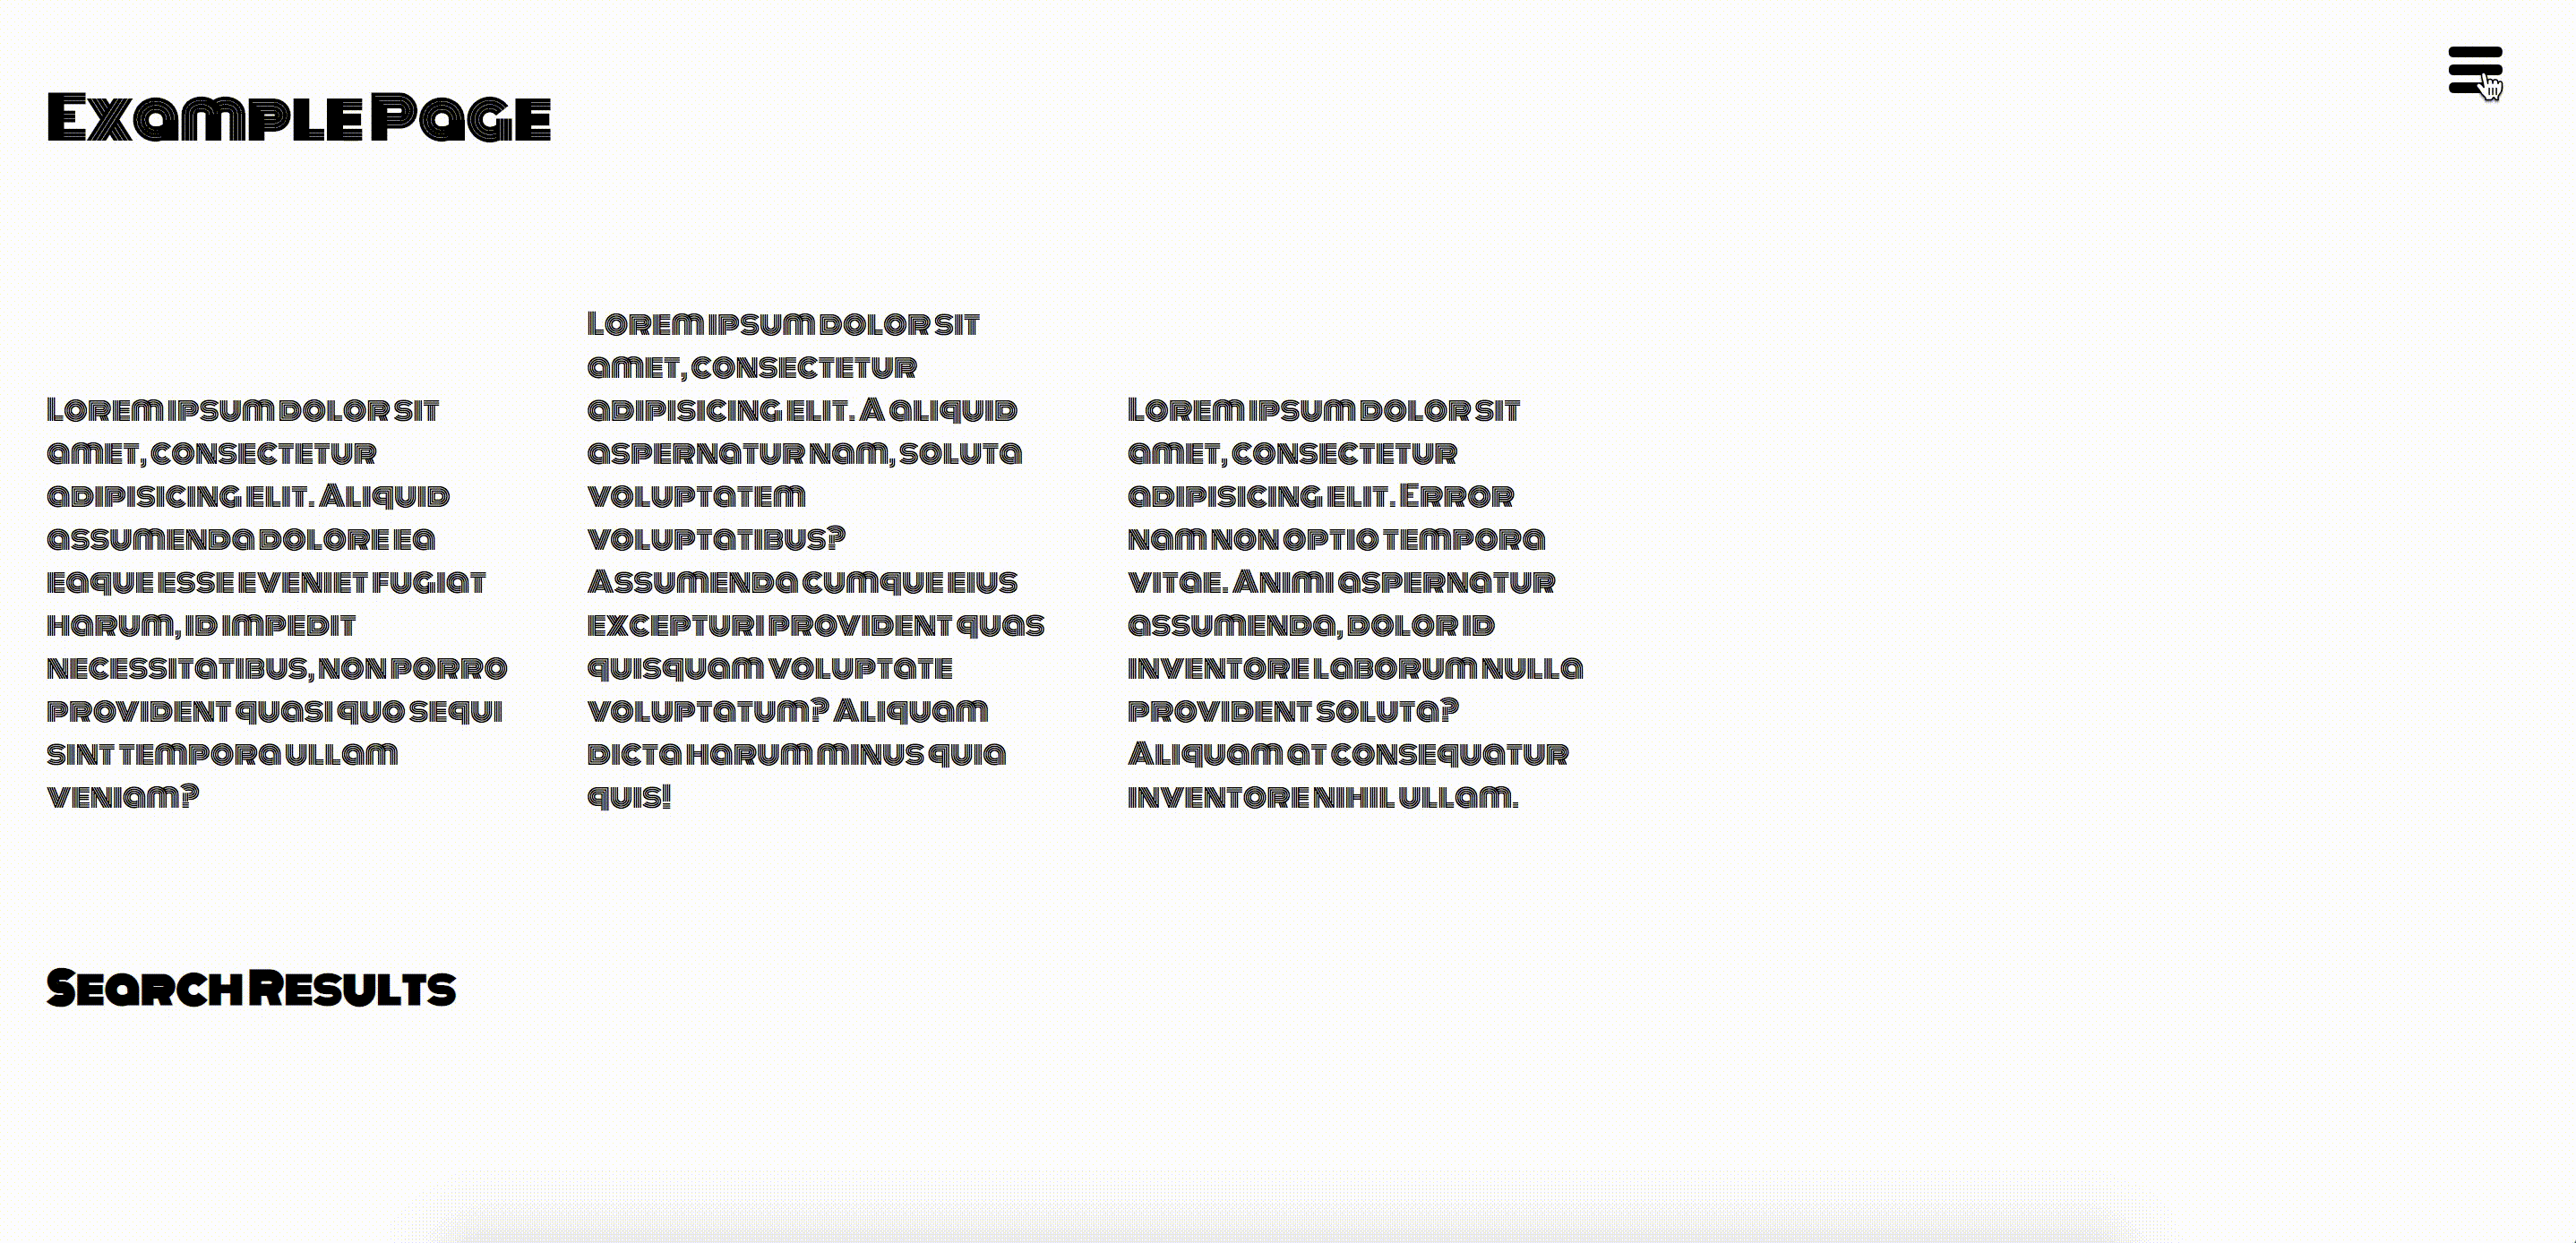 Example Page
Lorem ipsum dolor sit
amet, consectetur
adipisicing elit. Aliquid
assumenda dolore ea
eaque esse eveniet fugiat
harum, id impedit
necessitatibus, non porro
provident quasi quo sequi
sint tempora ullam
veniam?
Lorem ipsum dolor sit
amet, consectetur
adipisicing elit. A aliquid
aspernatur nam, soluta
voluptatem
voluptatibus?
Assumenda cumque eius
excepturi provident quas
quisquam voluptate
voluptatum? Aliquam
dicta harum minus quia
quis!
Lorem ipsum dolor sit
amet, consectetur
adipisicing elit. Error
nam non optio tempora
vitae. Animi aspernatur
assumenda, dolor id
inventore laborum nulla
provident soluta?
Aliquam at consequatur
inventore nihil ullam.
Search Results